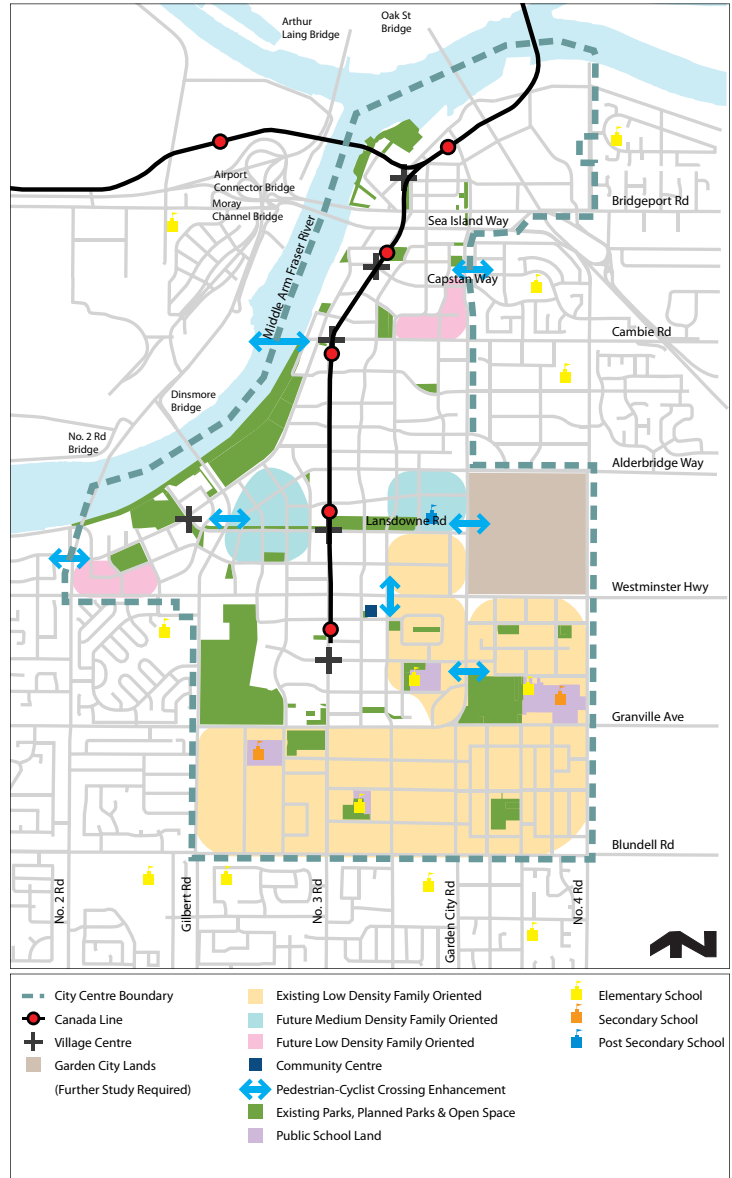 Arthur
Laing Bridge
Oak St
Bridge
Airport
Connector Bridge
Moray
Channel Bridge
Bridgeport Rd
Sea Island Way
Middle Arm Fraser River
Capstan Way
Cambie Rd
Dinsmore
Bridge
No. 2 Rd
Bridge
Alderbridge Way
Lansdowne Rd
Westminster Hwy
Granville Ave
Blundell Rd
No. 2 Rd
Gilbert Rd
No. 3 Rd
Garden City Rd
No. 4 Rd
N
City Centre Boundary
Canada Line
Village Centre
Garden City Lands
(Further Study Required)
Existing Low Density Family Oriented
Future Medium Density Family Oriented
Future Low Density Family Oriented
Community Centre
Pedestrian-Cyclist Crossing Enhancement
Existing Parks, Planned Parks & Open Space
Public School Land
Elementary School
Secondary School
Post Secondary School